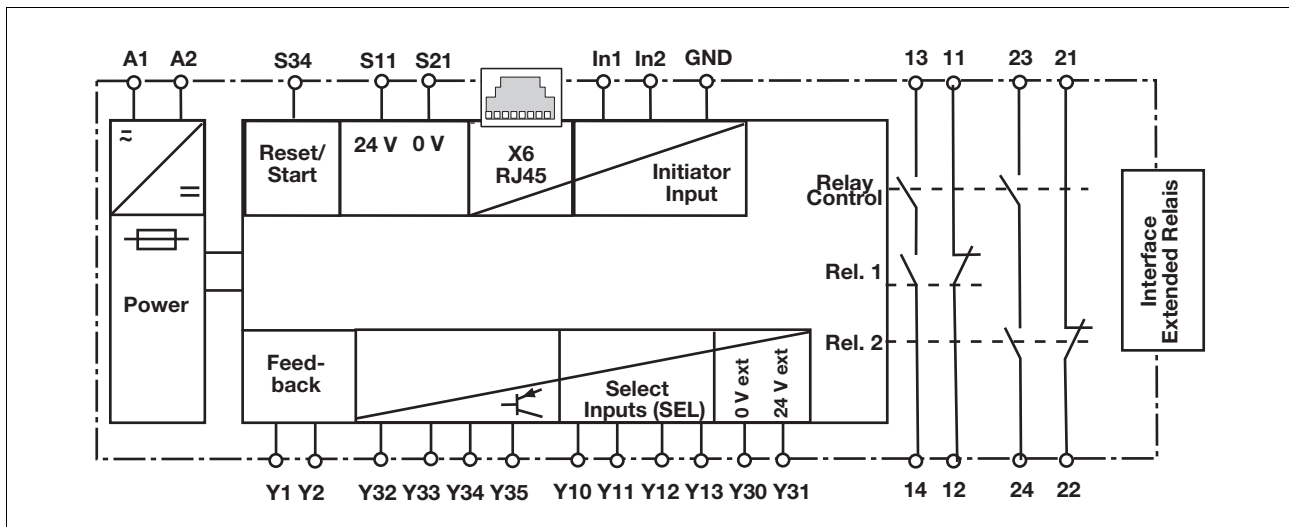 A1 A2 S34 S11 S21 In1 In2 GND 13 11 23 21
Reset/
Start
24 V 0 V
X6
RJ45
Initiator
Input
Relay
Control
Rel. 1
Rel. 2
Power
Interface
Extended Relais
Feed-
back
Select
Inputs (SEL)
0 V ext
24 V ext
Y1 Y2 Y32 Y33 Y34 Y35 Y10 Y11 Y12 Y13 Y30 Y31 14 12 24 22